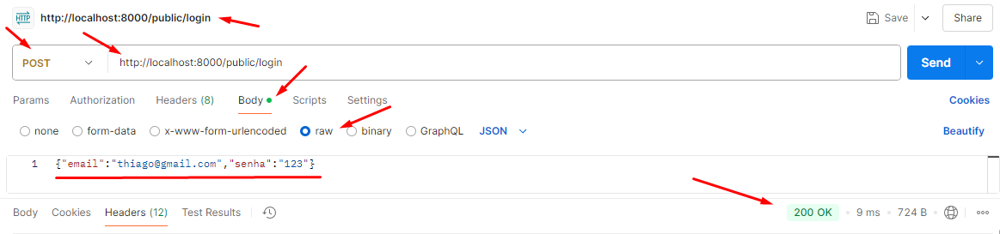 HTTP http://localhost:8000/public/login Save Share
POST http://localhost:8000/public/login Send
Params Authorization Headers (8) Body Scripts Settings Cookies
none form-data x-www-form-urlencoded raw binary GraphQL JSON Beautify
1 {"email":"thiago@gmail.com","senha":"123"}
Body Cookies Headers (12) Test Results 200 OK • 9 ms • 724 B